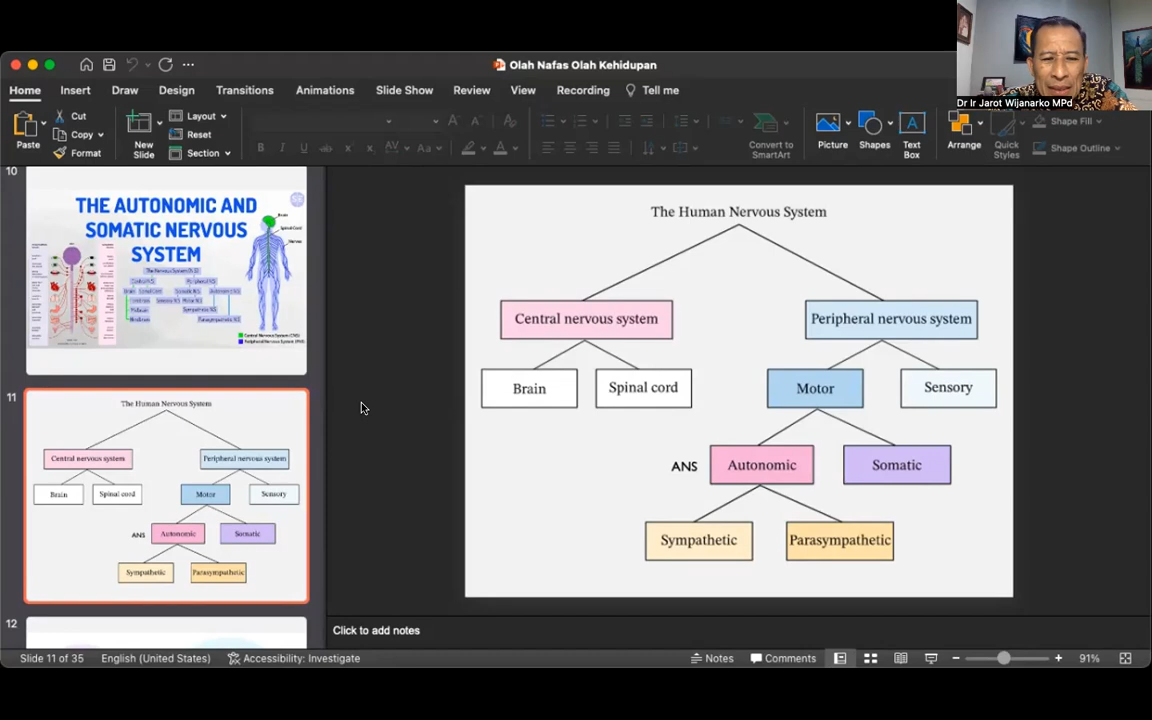 Olah Nafas Olah Kehidupan
Home Insert Draw Design Transitions Animations Slide Show Review View Recording Tell me
Dr Ir Jarot Wijanarko MPd
Paste
Cut
Copy
Format
New
Slide
Layout
Reset
Section
Convert to
SmartArt
Picture
Shapes
Text
Box
Arrange
Quick
Styles
Shape Fill
Shape Outline
10
THE AUTONOMIC AND
SOMATIC NERVOUS
SYSTEM
Brain
Spinal Cord
Nerves
11
The Human Nervous System
Central nervous system Peripheral nervous system
Brain Spinal cord Motor Sensory
ANS Autonomic Somatic
Sympathetic Parasympathetic
12
The Human Nervous System
Central nervous system Peripheral nervous system
Brain Spinal cord Motor Sensory
ANS Autonomic Somatic
Sympathetic Parasympathetic
Click to add notes
Slide 11 of 35 English (United States) Accessibility: Investigate Notes Comments 91%